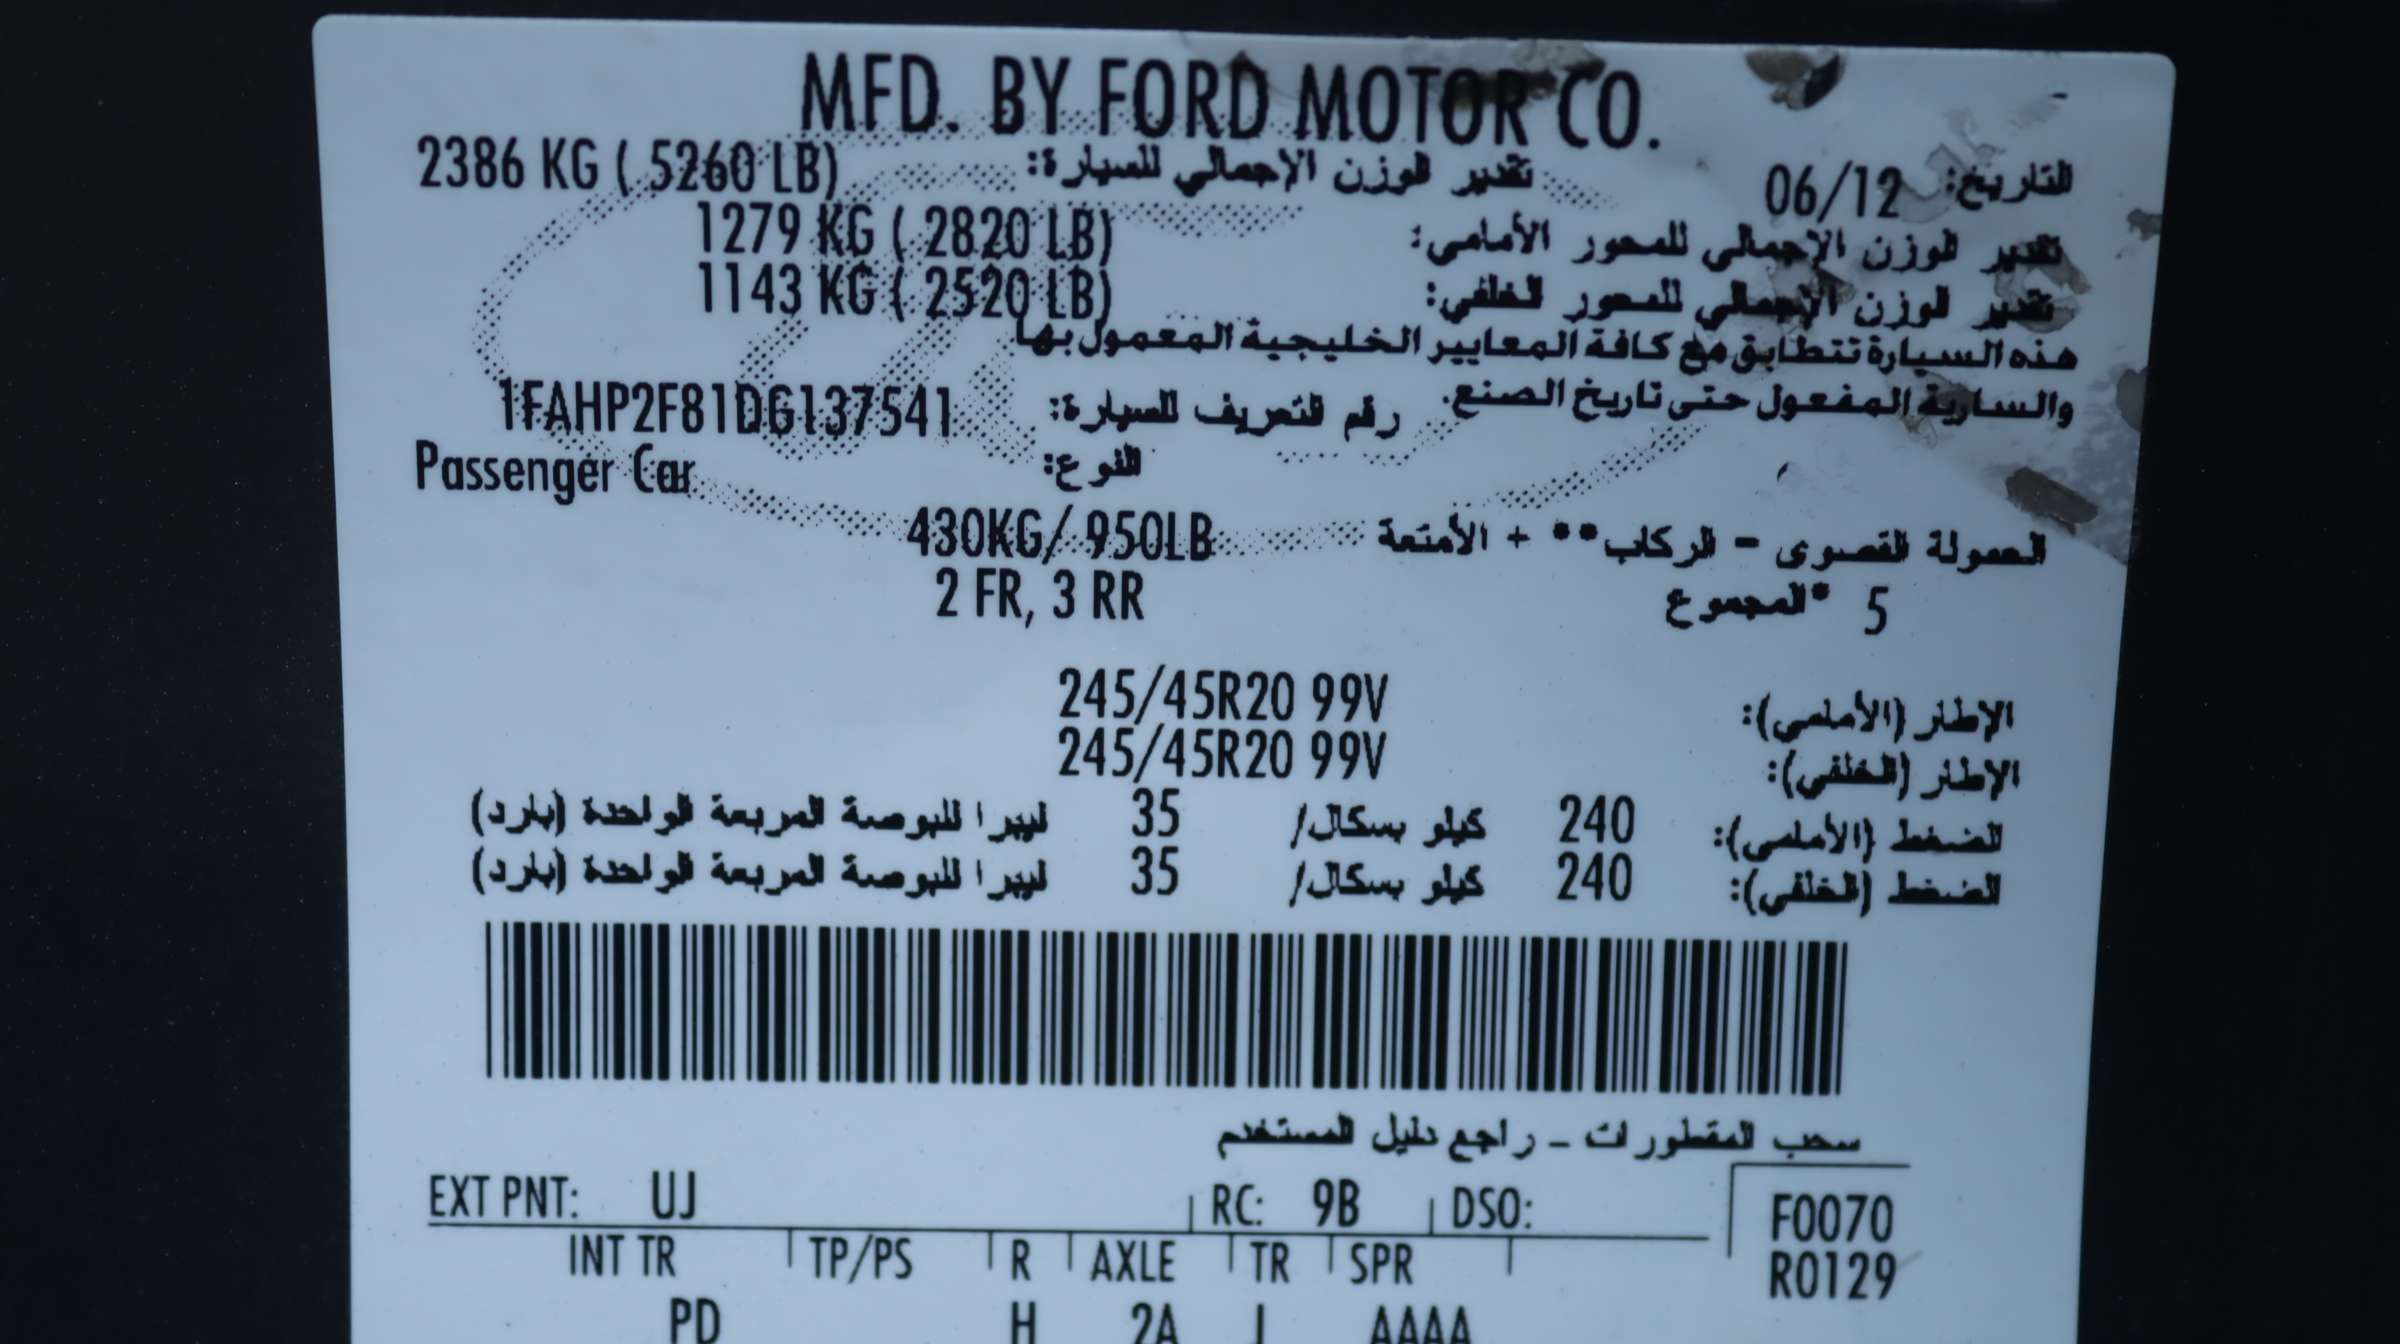 MFD. BY FORD MOTOR CO.
التاريخ: 06/12 تقدير الوزن الإجمالي للسيارة: 2386 KG ( 5260 LB)
تقدير الوزن الإجمالي للمحور الأمامي: 1279 KG ( 2820 LB)
تقدير الوزن الإجمالي للمحور الخلفي: 1143 KG ( 2520 LB)
هذه السيارة تتطابق مع كافة المعايير الخليجية المعمول بها
والسارية المفعول حتى تاريخ الصنع. رقم التعريف للسيارة: 1FAHP2F81DG137541
النوع: Passenger Car
الحمولة القصوى - الركاب** + الأمتعة 430KG/ 950LB
5 *المجموع 2 FR, 3 RR
الإطار (الأمامي): 245/45R20 99V
الإطار (الخلفي): 245/45R20 99V
الضغط (الأمامي): 240 كيلو بسكال/ 35 ليبرا للبوصة المربعة الواحدة (بارد)
الضغط (الخلفي): 240 كيلو بسكال/ 35 ليبرا للبوصة المربعة الواحدة (بارد)
سحب المقطورات - راجع دليل المستخدم
EXT PNT: UJ RC: 9B DSO: F0070
INT TR TP/PS R AXLE TR SPR R0129
PD H 2A J AAAA